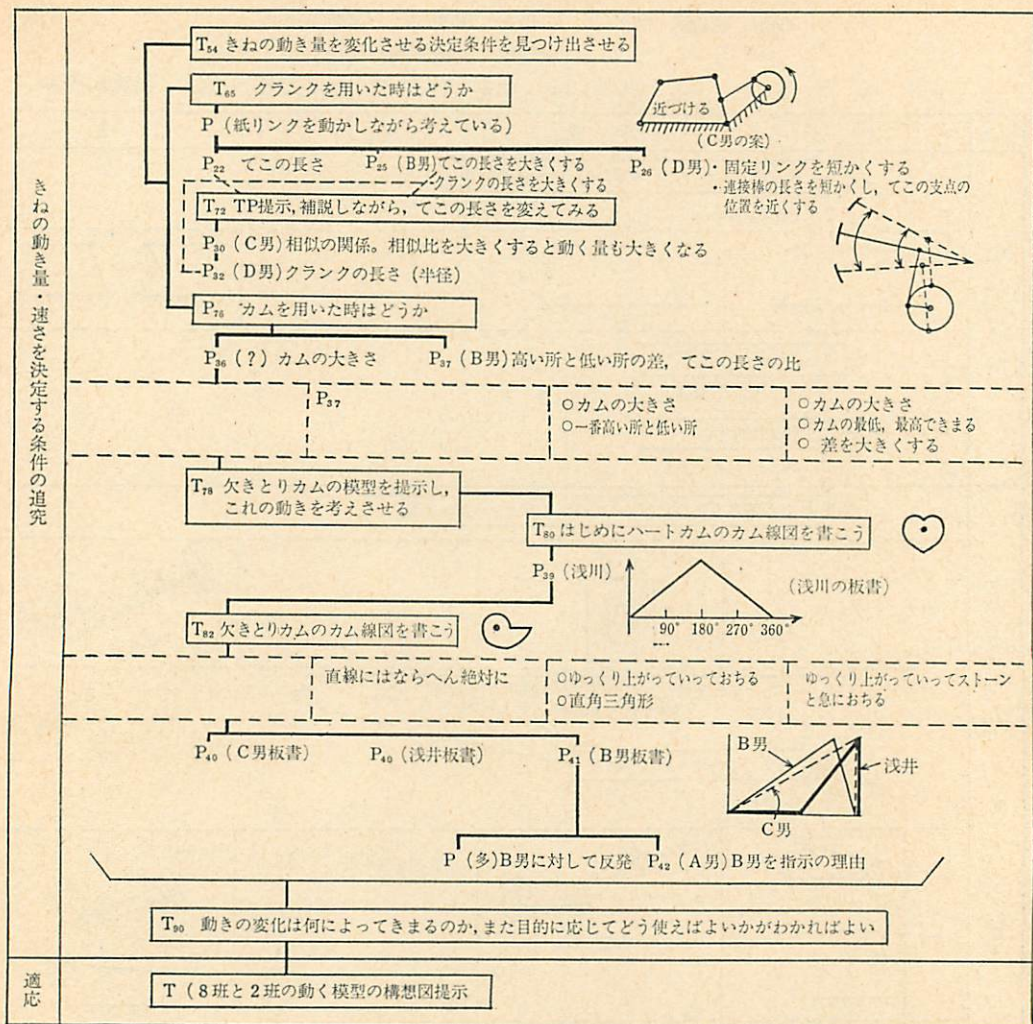 きねの動き量・速さを決定する条件の追究
T₅₄ きねの動き量を変化させる決定条件を見つけ出させる
T₆₅ クランクを用いた時はどうか
P (紙リンクを動かしながら考えている)
近づける
(C男の案)
P₂₂ てこの長さ
P₂₅ (B男)てこの長さを大きくする
クランクの長さを大きくする
P₂₆ (D男)・固定リンクを短かくする
・連接棒の長さを短かくし，てこの支点の
位置を近くする
T₇₂ TP提示，補説しながら，てこの長さを変えてみる
P₃₀ (C男)相似の関係。相似比を大きくすると動く量も大きくなる
P₃₂ (D男)クランクの長さ (半径)
P₇₆ カムを用いた時はどうか
P₃₆ (?) カムの大きさ
P₃₇ (B男)高い所と低い所の差，てこの長さの比
P₃₇
○カムの大きさ
○一番高い所と低い所
○カムの大きさ
○カムの最低，最高できまる
○ 差を大きくする
T₇₈ 欠きとりカムの模型を提示し，
これの動きを考えさせる
T₈₀ はじめにハートカムのカム線図を書こう
P₃₉ (浅川)
90° 180° 270° 360°
(浅川の板書)
T₈₂ 欠きとりカムのカム線図を書こう
直線にはならへん絶対に
○ゆっくり上がっていっておちる
○直角三角形
ゆっくり上がっていってストーン
と急におちる
P₄₀ (C男板書)
P₄₀ (浅井板書)
P₄₁ (B男板書)
B男
浅井
C男
P (多)B男に対して反発
P₄₂ (A男)B男を指示の理由
T₉₀ 動きの変化は何によってきまるのか，また目的に応じてどう使えばよいかがわかればよい
適応
T (8班と2班の動く模型の構想図提示